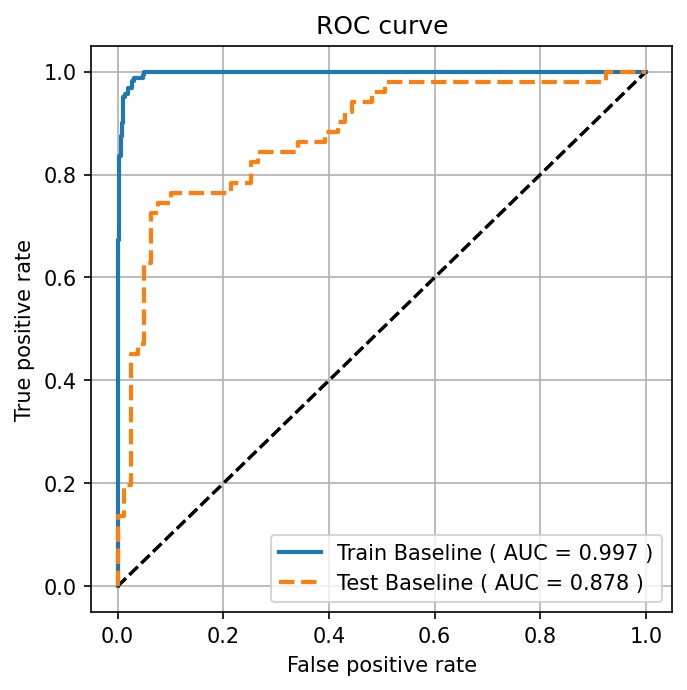 ROC curve
True positive rate
1.0
0.8
0.6
0.4
0.2
0.0
Train Baseline ( AUC = 0.997 )
Test Baseline ( AUC = 0.878 )
0.0 0.2 0.4 0.6 0.8 1.0
False positive rate